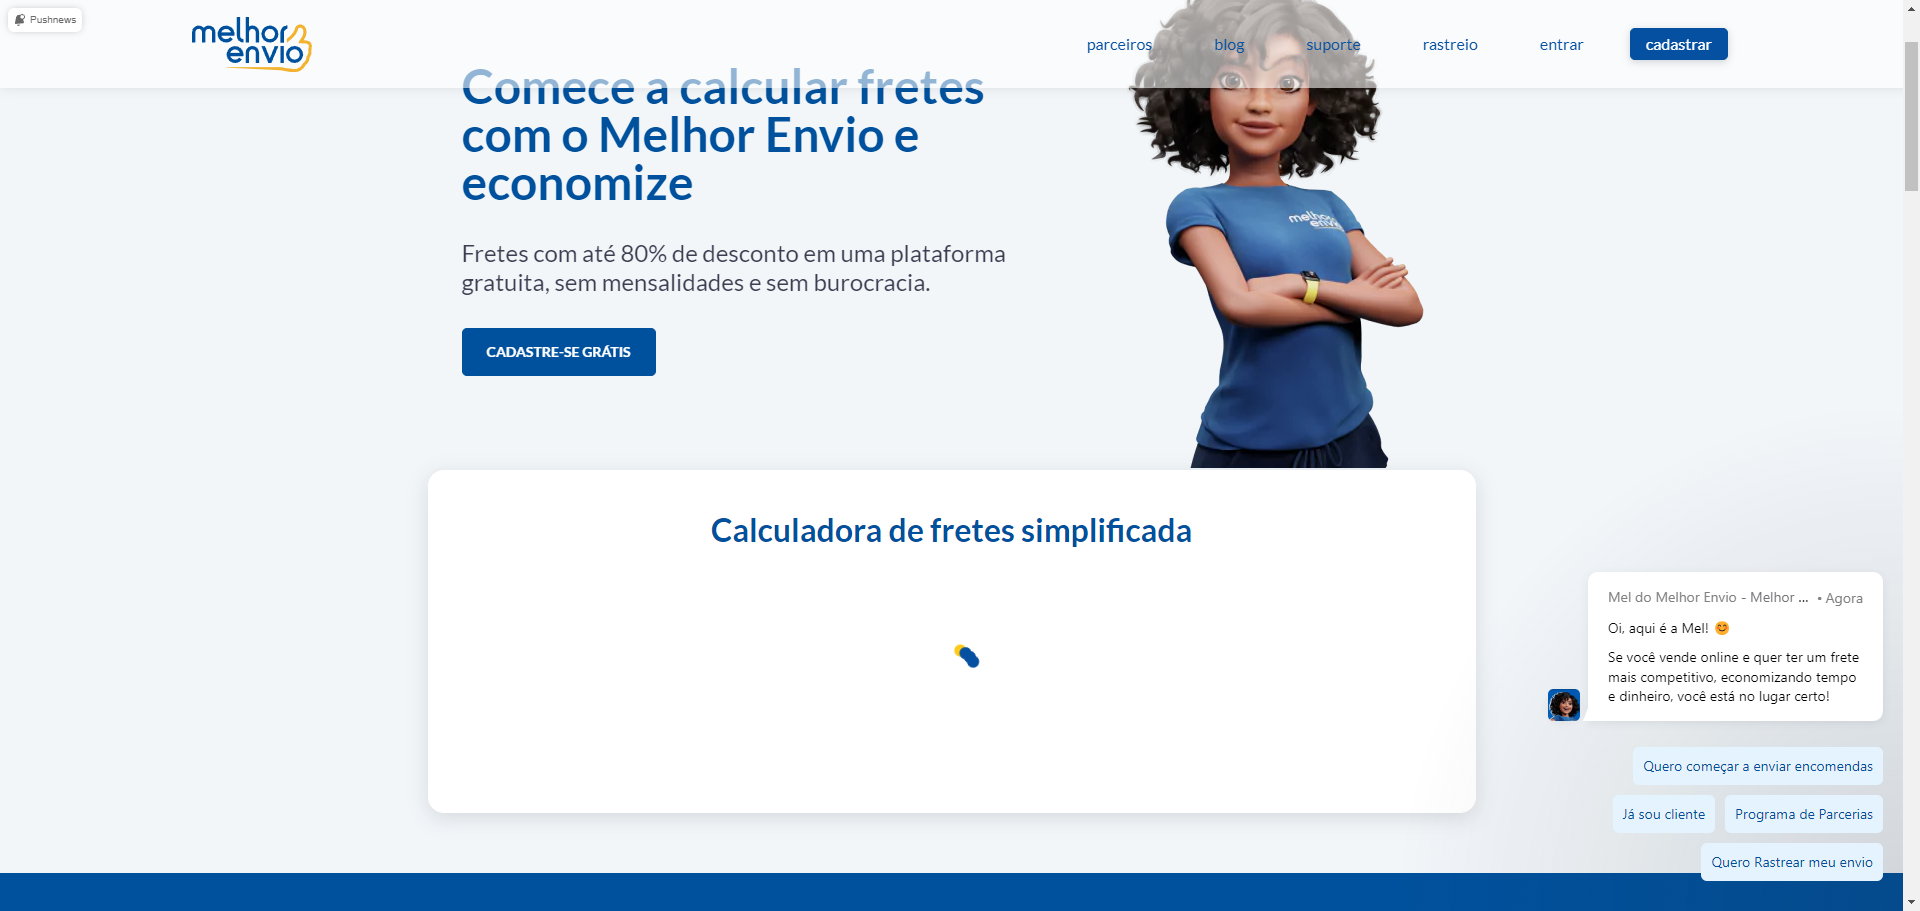 Pushnews
melhor
envio
parceiros
blog
suporte
rastreio
entrar
cadastrar
Comece a calcular fretes
com o Melhor Envio e
economize
Fretes com até 80% de desconto em uma plataforma
gratuita, sem mensalidades e sem burocracia.
CADASTRE-SE GRÁTIS
melhor
envio
Calculadora de fretes simplificada
Mel do Melhor Envio - Melhor ... • Agora
Oi, aqui é a Mel! 😊
Se você vende online e quer ter um frete
mais competitivo, economizando tempo
e dinheiro, você está no lugar certo!
Quero começar a enviar encomendas
Já sou cliente
Programa de Parcerias
Quero Rastrear meu envio